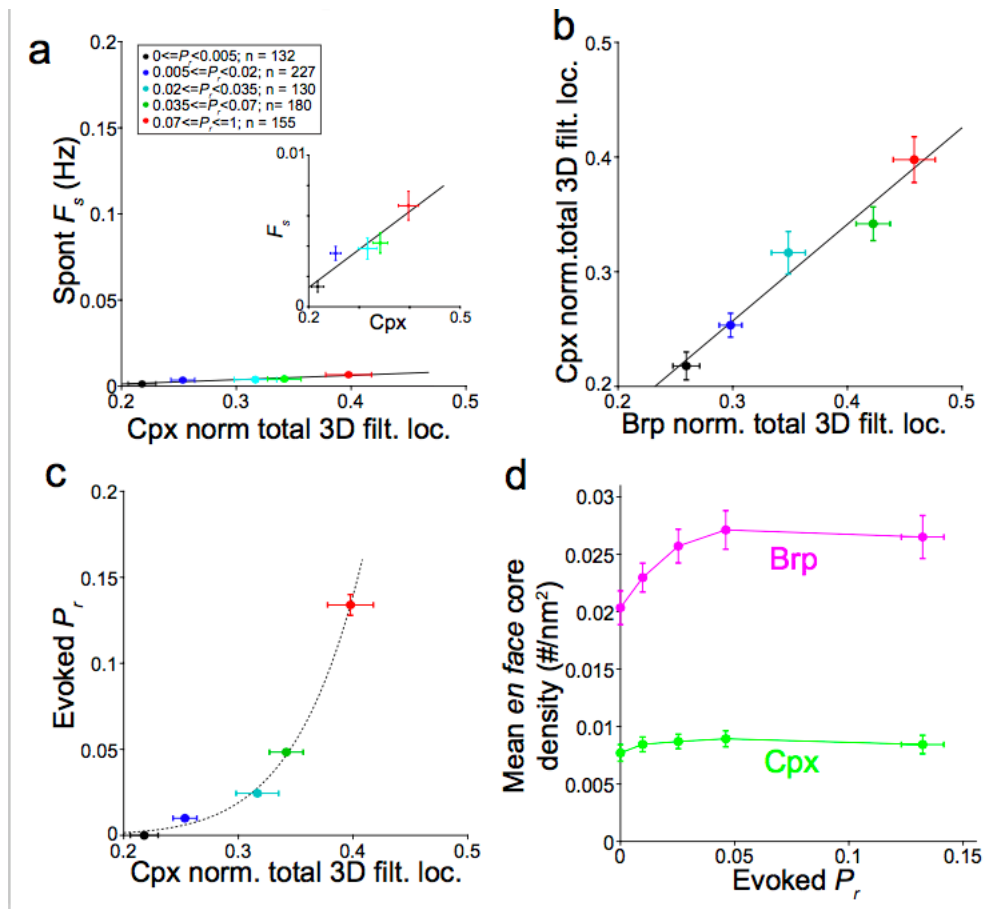 a
0.2
0.15
0.1
0.05
0
Spont Fs (Hz)
0<=Pr<0.005; n = 132
0.005<=Pr<0.02; n = 227
0.02<=Pr<0.035; n = 130
0.035<=Pr<0.07; n= 180
0.07<=Pr<=1; n = 155
0.01
Fs
0
0.2
Cpx
0.5
0.2
0.3
0.4
0.5
Cpx norm total 3D filt. loc.
b
0.4
0.3
0.2
Cpx norm.total 3D filt. loc.
0.2
0.3
0.4
0.5
Brp norm. total 3D filt. loc.
c
0.2
0.15
0.1
0.05
0
Evoked Pr
0.2
0.3
0.4
0.5
Cpx norm. total 3D filt. loc.
d
0.03
0.025
0.02
0.015
0.01
0.005
0
Mean en face core
density (#/nm²)
Brp
Cpx
0
0.05
0.1
0.15
Evoked Pr